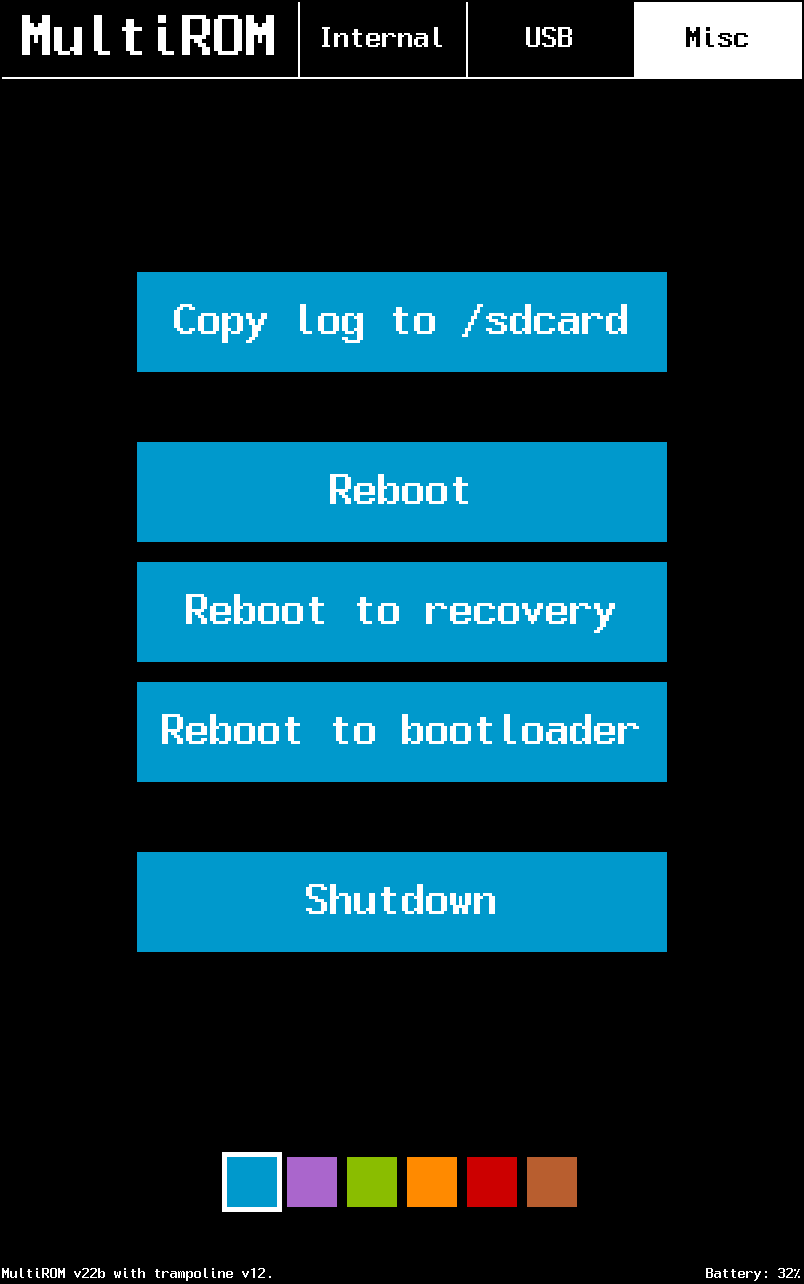 MultiROM Internal USB Misc
Copy log to /sdcard
Reboot
Reboot to recovery
Reboot to bootloader
Shutdown
MultiROM v22b with trampoline v12. Battery: 32%